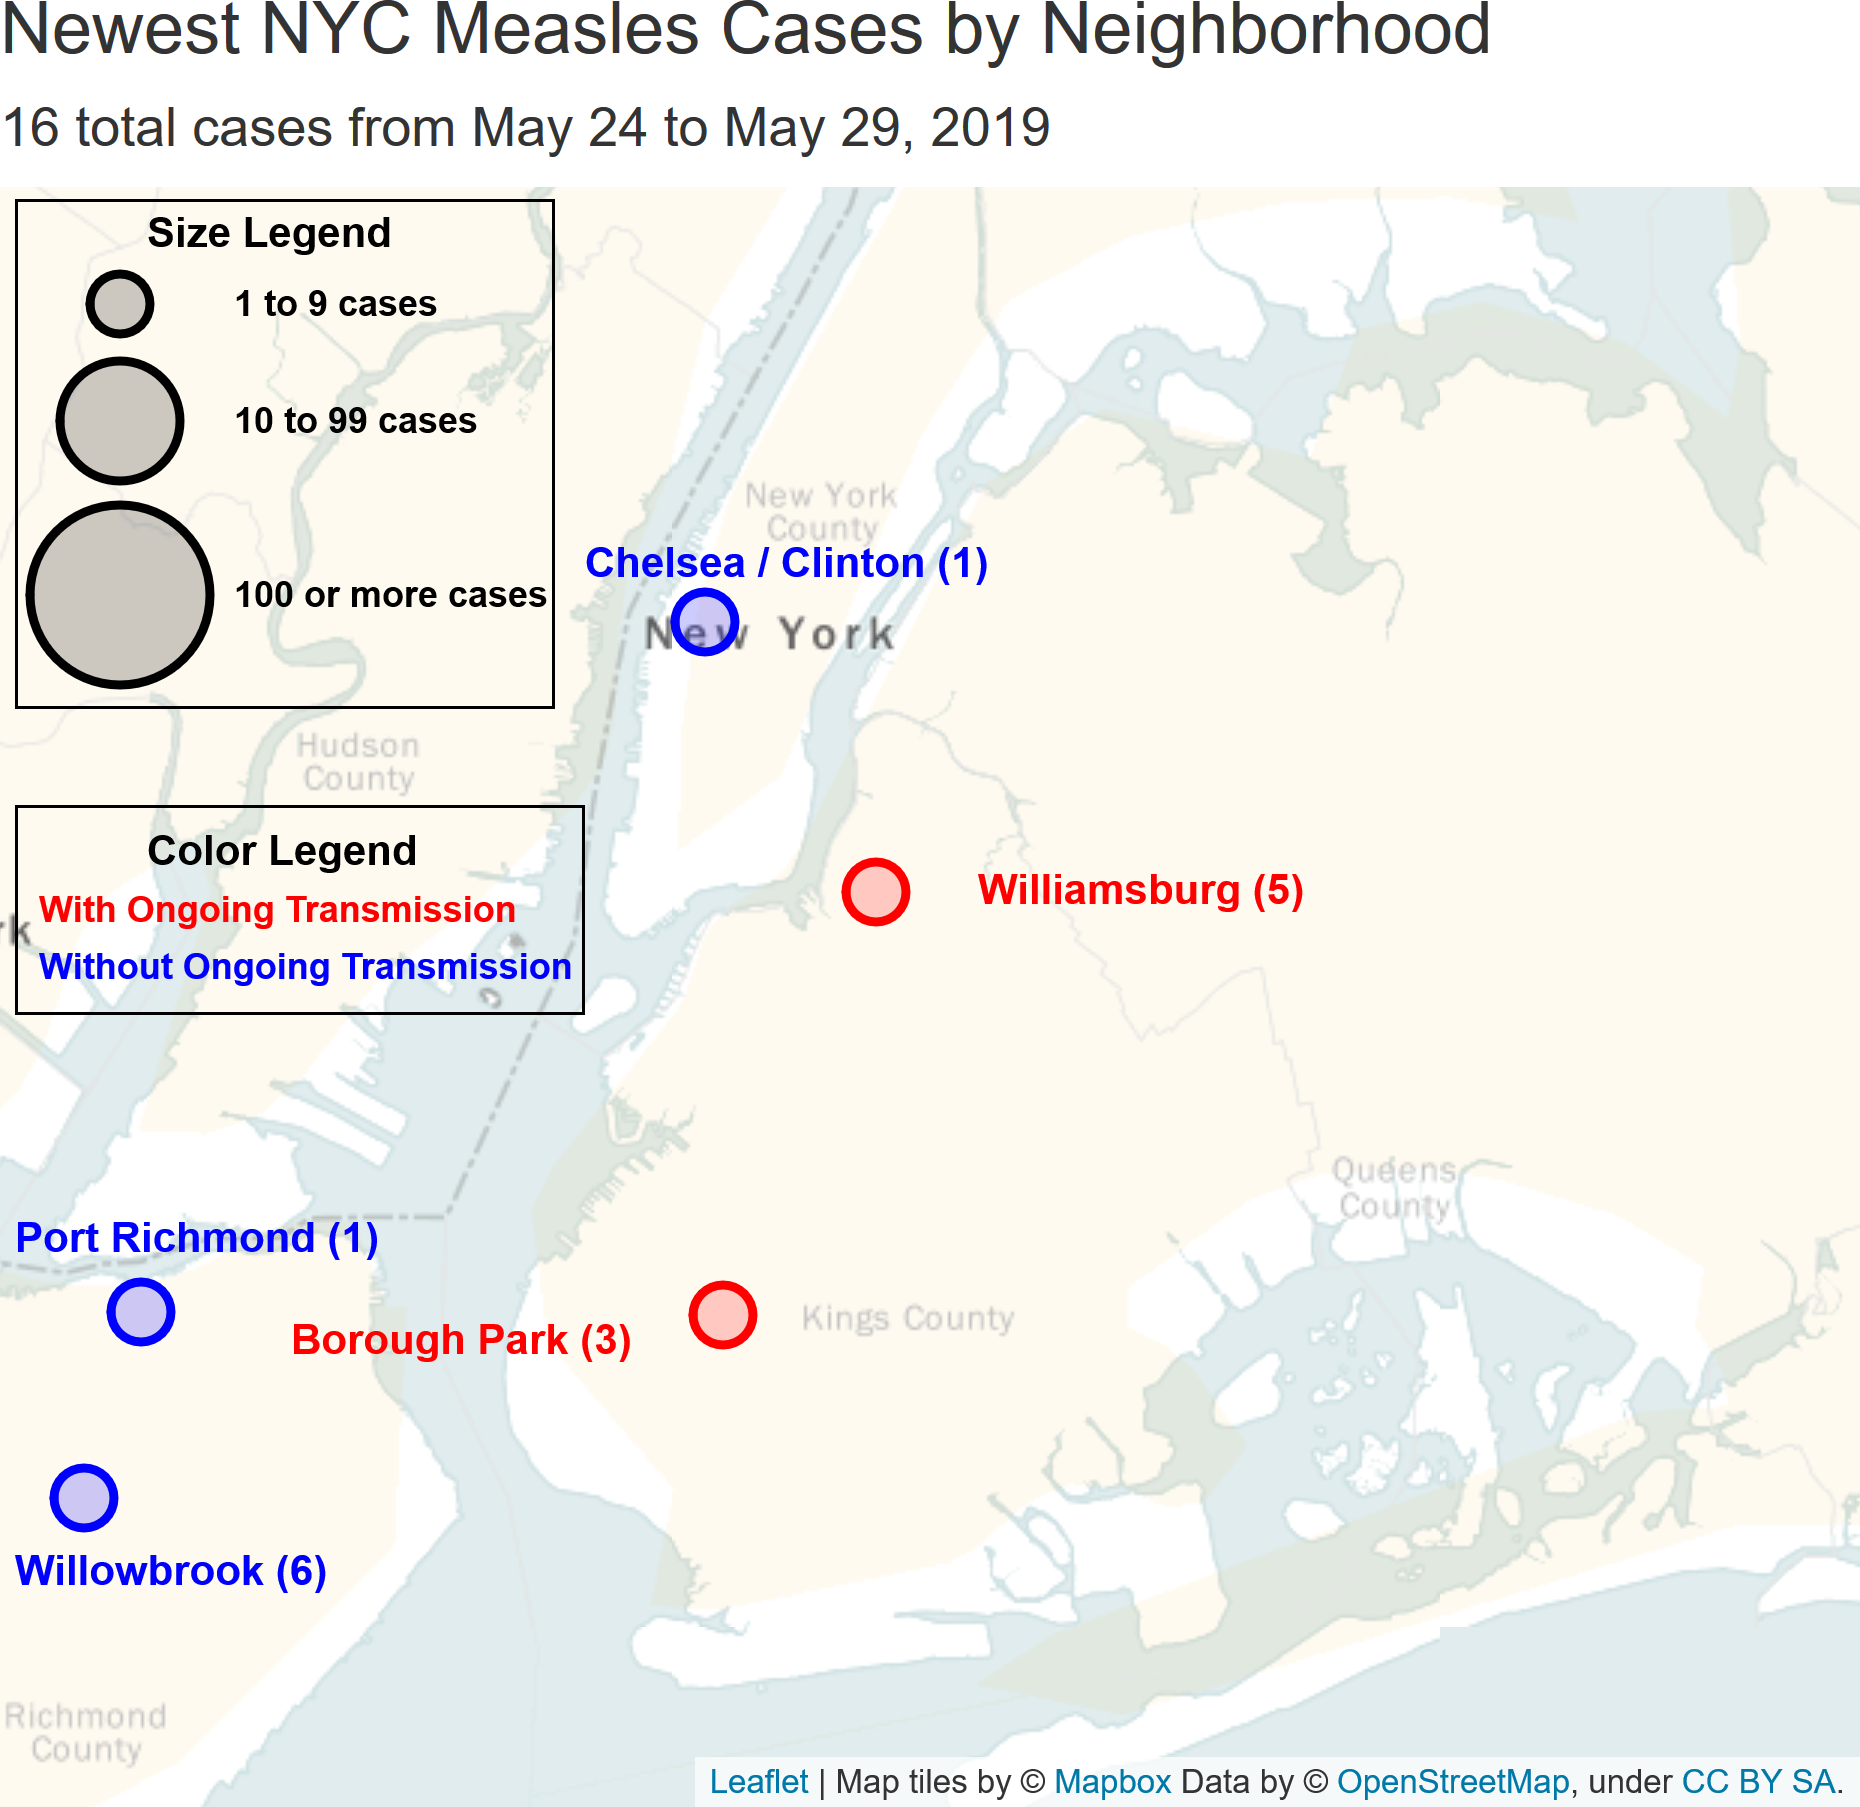 Newest NYC Measles Cases by Neighborhood
16 total cases from May 24 to May 29, 2019
Size Legend
1 to 9 cases
10 to 99 cases
100 or more cases
New York
County
Chelsea / Clinton (1)
New York
Hudson
County
Color Legend
With Ongoing Transmission
Without Ongoing Transmission
rk
Williamsburg (5)
Queens
County
Port Richmond (1)
Borough Park (3)
Kings County
Willowbrook (6)
Richmond
County
Leaflet | Map tiles by © Mapbox Data by © OpenStreetMap, under CC BY SA.